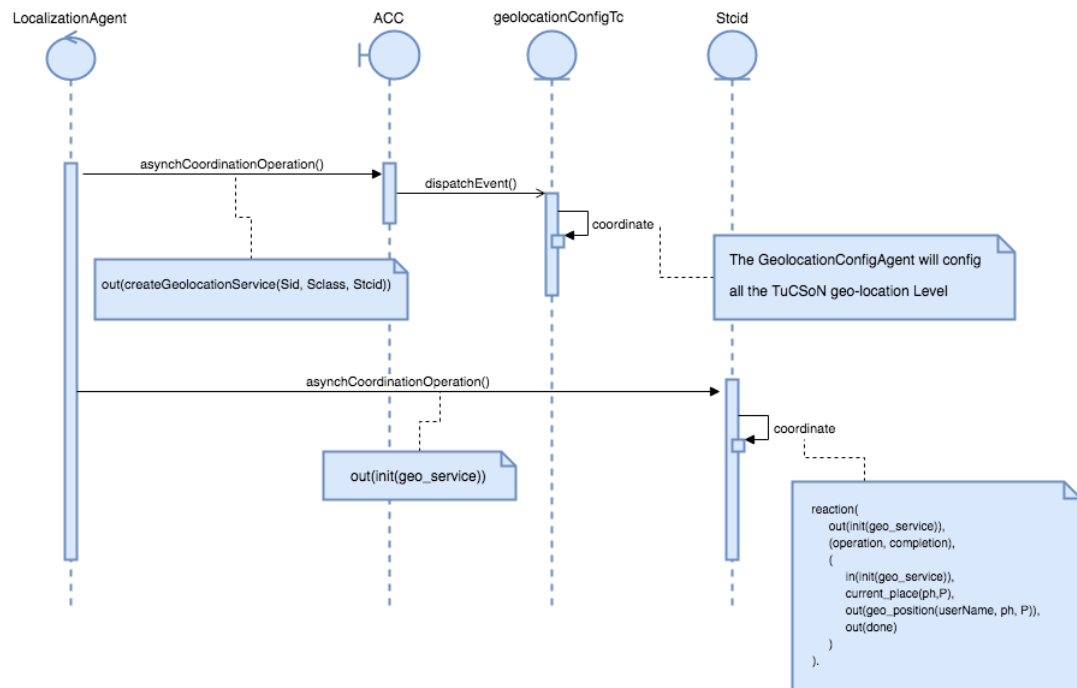 LocalizationAgent
ACC
geolocationConfigTc
Stcid
asynchCoordinationOperation()
dispatchEvent()
coordinate
out(createGeolocationService(Sid, Sclass, Stcid))
The GeolocationConfigAgent will config
all the TuCSoN geo-location Level
asynchCoordinationOperation()
coordinate
out(init(geo_service))
reaction(
out(init(geo_service)),
(operation, completion),
(
in(init(geo_service)),
current_place(ph,P),
out(geo_position(userName, ph, P)),
out(done)
)
).